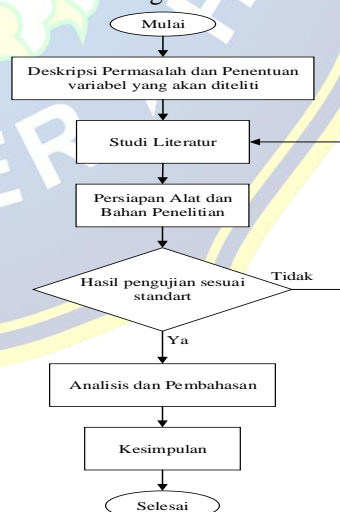 Mulai
Deskripsi Permasalah dan Penentuan
variabel yang akan diteliti
Studi Literatur
Persiapan Alat dan
Bahan Penelitian
Hasil pengujian sesuai
standart
Tidak
Ya
Analisis dan Pembahasan
Kesimpulan
Selesai